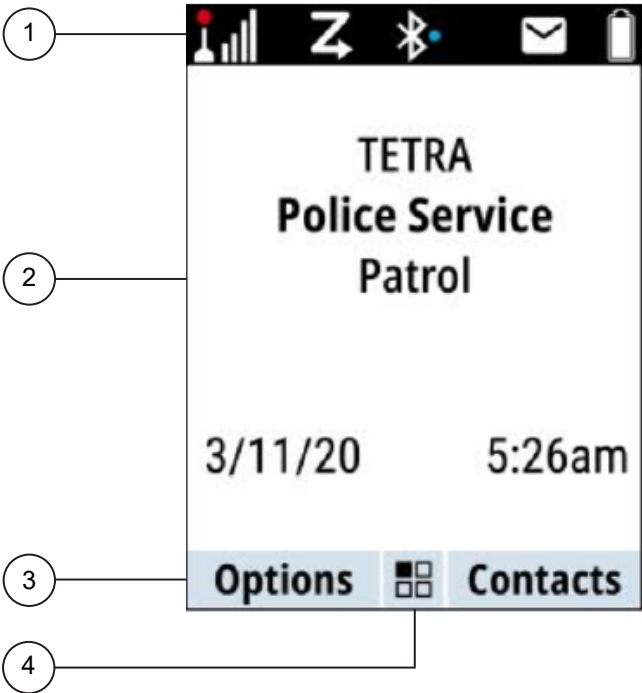 1
TETRA
Police Service
Patrol
2
3/11/20 5:26am
3
Options Contacts
4